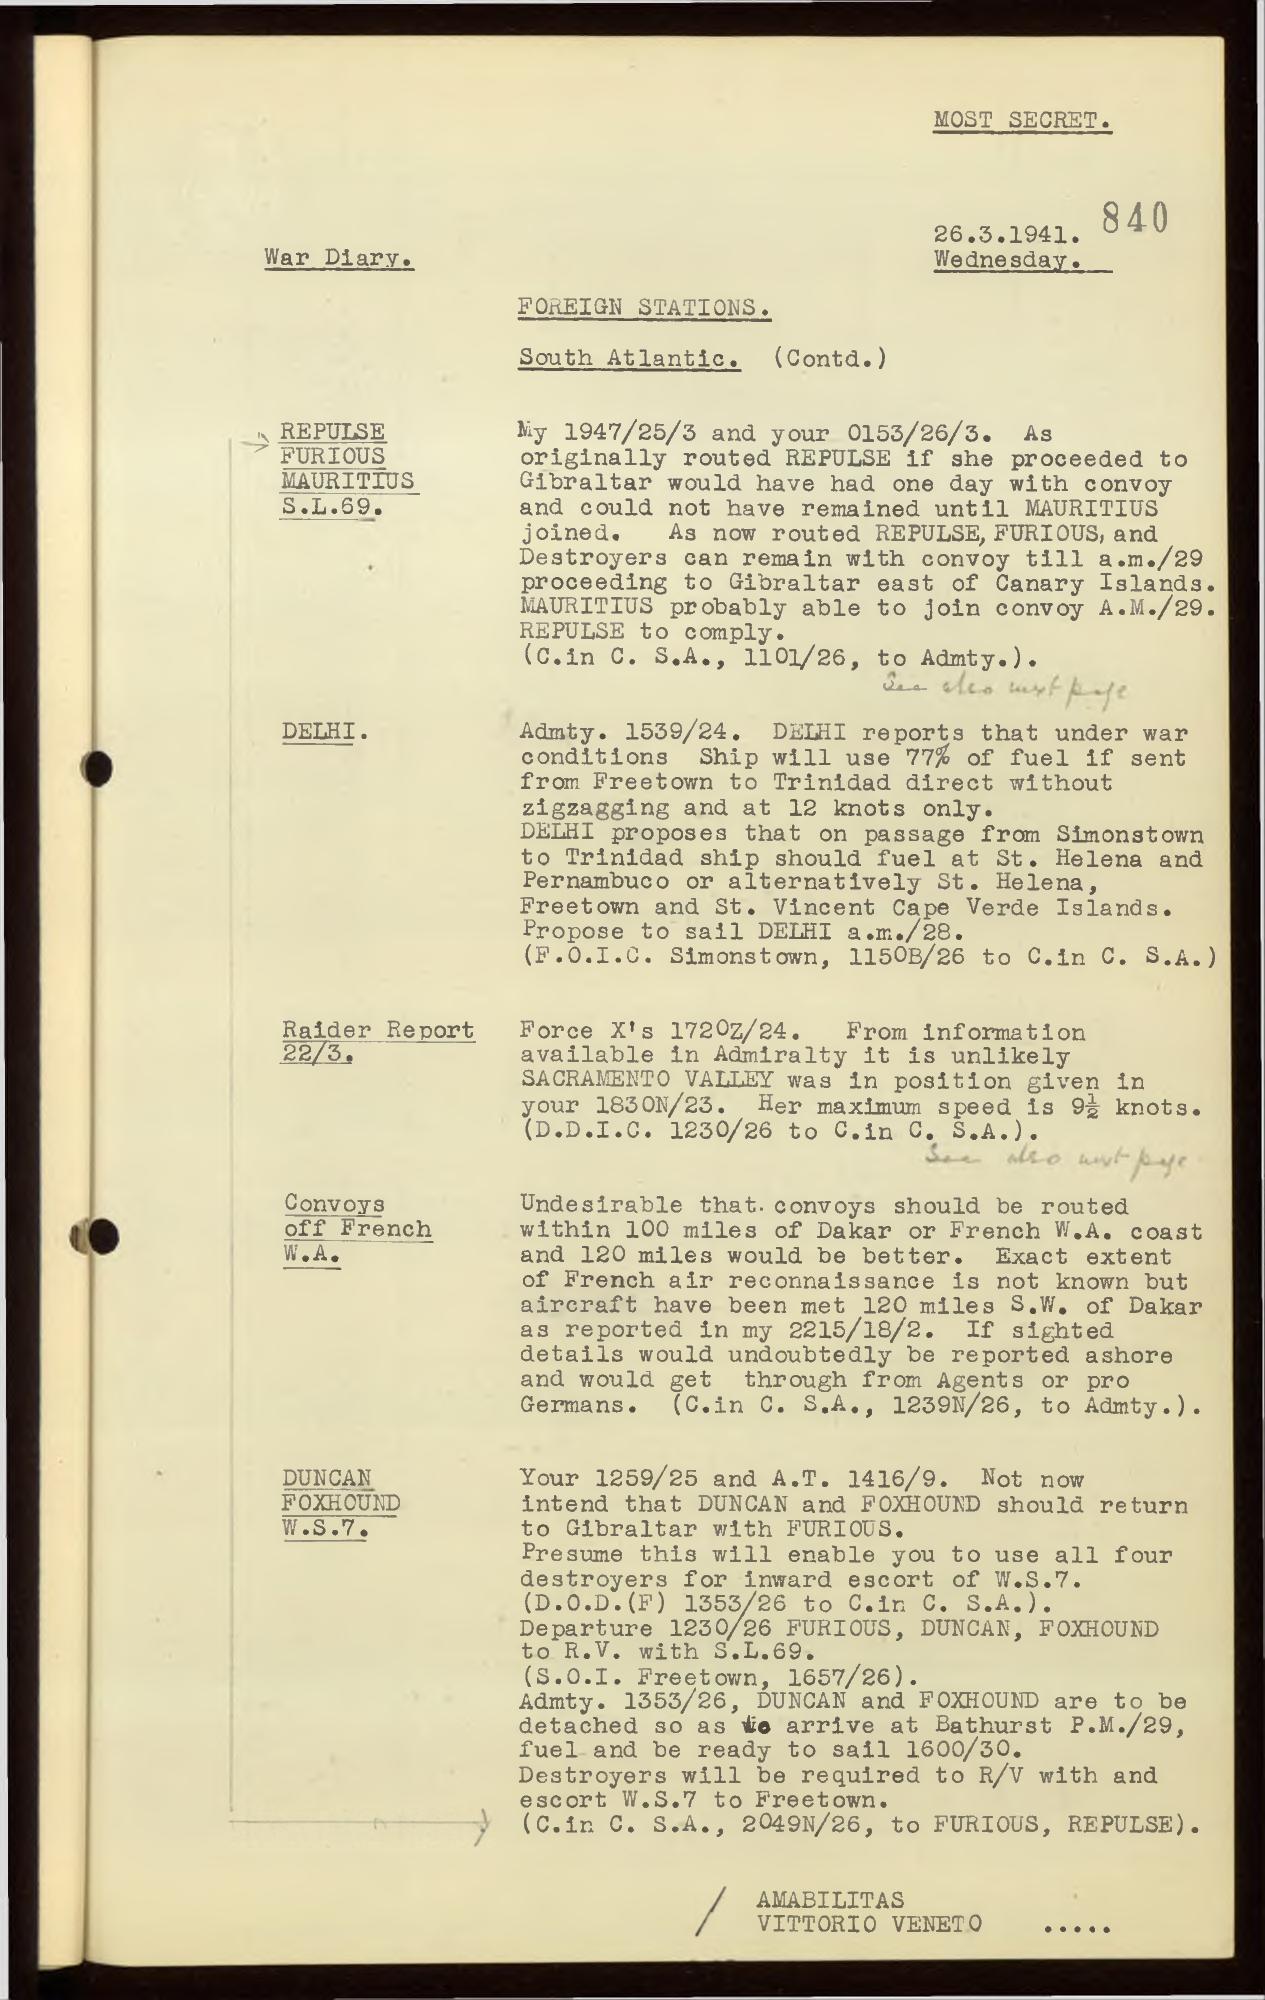 MOST SECRET.
840
26.3.1941.
War Diary.
Wednesday.
FOREIGN STATIONS.
South Atlantic. (Contd.)
REPULSE
FURIOUS
MAURITIUS
S.L.69.
My 1947/25/3 and your 0153/26/3. As
originally routed REPULSE if she proceeded to
Gibraltar would have had one day with convoy
and could not have remained until MAURITIUS
joined. As now routed REPULSE, FURIOUS, and
Destroyers can remain with convoy till a.m./29
proceeding to Gibraltar east of Canary Islands.
MAURITIUS probably able to join convoy A.M./29.
REPULSE to comply.
(C.in C. S.A., 1101/26, to Admty.).
See also next page
DELHI.
Admty. 1539/24. DELHI reports that under war
conditions Ship will use 77% of fuel if sent
from Freetown to Trinidad direct without
zigzagging and at 12 knots only.
DELHI proposes that on passage from Simonstown
to Trinidad ship should fuel at St. Helena and
Pernambuco or alternatively St. Helena,
Freetown and St. Vincent Cape Verde Islands.
Propose to sail DELHI a.m./28.
(F.O.I.C. Simonstown, 1150B/26 to C.in C. S.A.)
Raider Report
22/3.
Force X's 1720Z/24. From information
available in Admiralty it is unlikely
SACRAMENTO VALLEY was in position given in
your 1830N/23. Her maximum speed is 9½ knots.
(D.D.I.C. 1230/26 to C.in C. S.A.).
See also next page
Convoys
off French
W.A.
Undesirable that convoys should be routed
within 100 miles of Dakar or French W.A. coast
and 120 miles would be better. Exact extent
of French air reconnaissance is not known but
aircraft have been met 120 miles S.W. of Dakar
as reported in my 2215/18/2. If sighted
details would undoubtedly be reported ashore
and would get through from Agents or pro
Germans. (C.in C. S.A., 1239N/26, to Admty.).
DUNCAN
FOXHOUND
W.S.7.
Your 1259/25 and A.T. 1416/9. Not now
intend that DUNCAN and FOXHOUND should return
to Gibraltar with FURIOUS.
Presume this will enable you to use all four
destroyers for inward escort of W.S.7.
(D.O.D.(F) 1353/26 to C.in C. S.A.).
Departure 1230/26 FURIOUS, DUNCAN, FOXHOUND
to R.V. with S.L.69.
(S.O.I. Freetown, 1657/26).
Admty. 1353/26, DUNCAN and FOXHOUND are to be
detached so as to arrive at Bathurst P.M./29,
fuel and be ready to sail 1600/30.
Destroyers will be required to R/V with and
escort W.S.7 to Freetown.
(C.in C. S.A., 2049N/26, to FURIOUS, REPULSE).
/ AMABILITAS
VITTORIO VENETO .....